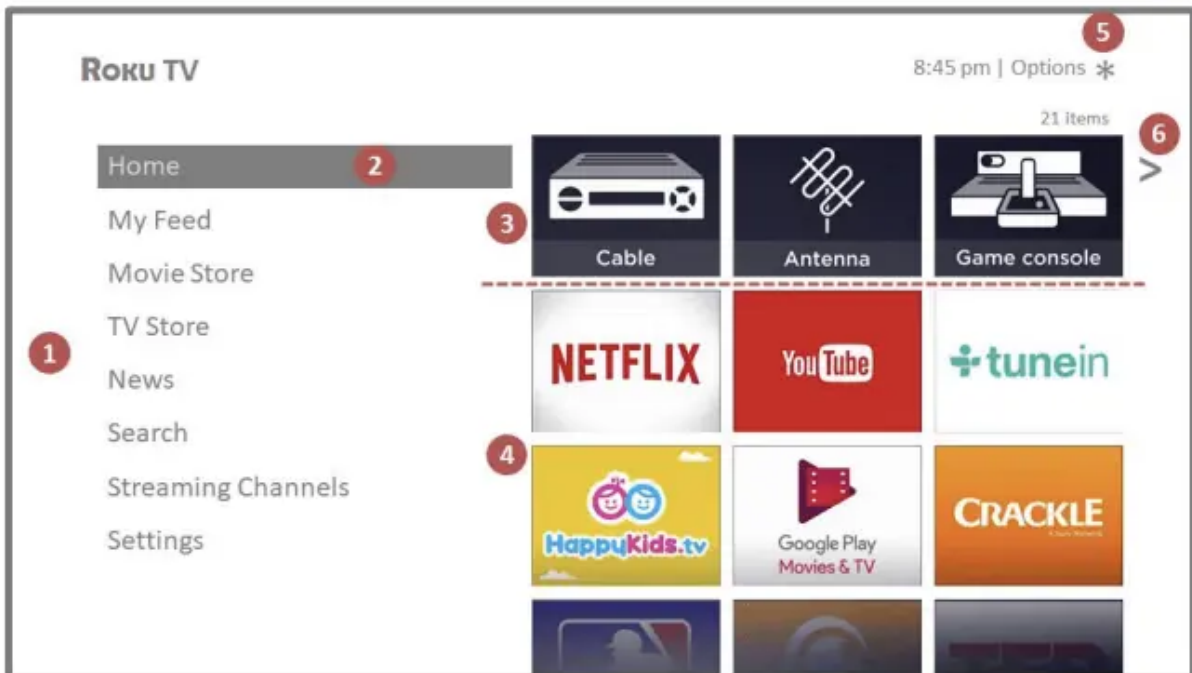 5
ROKU TV
8:45 pm | Options *
21 items
6
>
Home 2
My Feed
Movie Store
TV Store
1
News
Search
Streaming Channels
Settings
3
Cable
Antenna
Game console
NETFLIX
You Tube
tunein
4
HappyKids.tv
Google Play
Movies & TV
CRACKLE